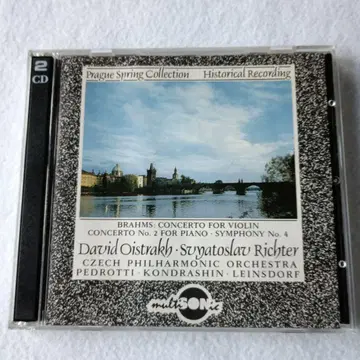 2
CD
Prague Spring Collection Historical Recording
BRAHMS: CONCERTO FOR VIOLIN
CONCERTO No. 2 FOR PIANO · SYMPHONY No. 4
David Oistrakh · Svyatoslav Richter
CZECH PHILHARMONIC ORCHESTRA
PEDROTTI · KONDRASHIN · LEINSDORF
multiSONic